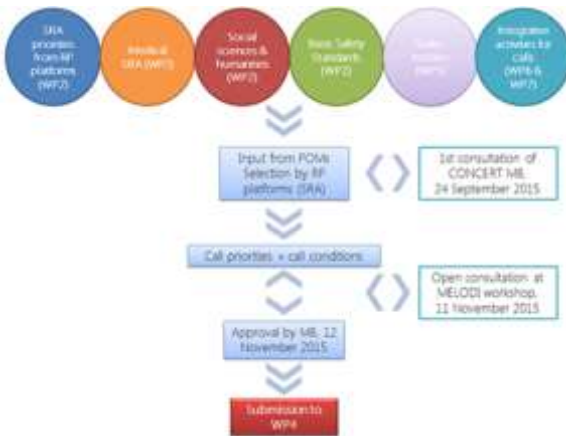 SRA
priorities
from RP
platforms
(WP2)
Medical
SRA (WP2)
Social
sciences &
humanities
(WP2)
Basic Safety
Standards
(WP2)
Integrative
activities for
calls
(WP6 &
WP7)
Input from POMs
Selection by RP
platforms (SRA)
1st consultation of
CONCERT MB,
24 September 2015
Call priorities + call conditions
Open consultation at
MELODI workshop,
11 November 2015
Approval by MB, 12
November 2015
Submission to
WP4